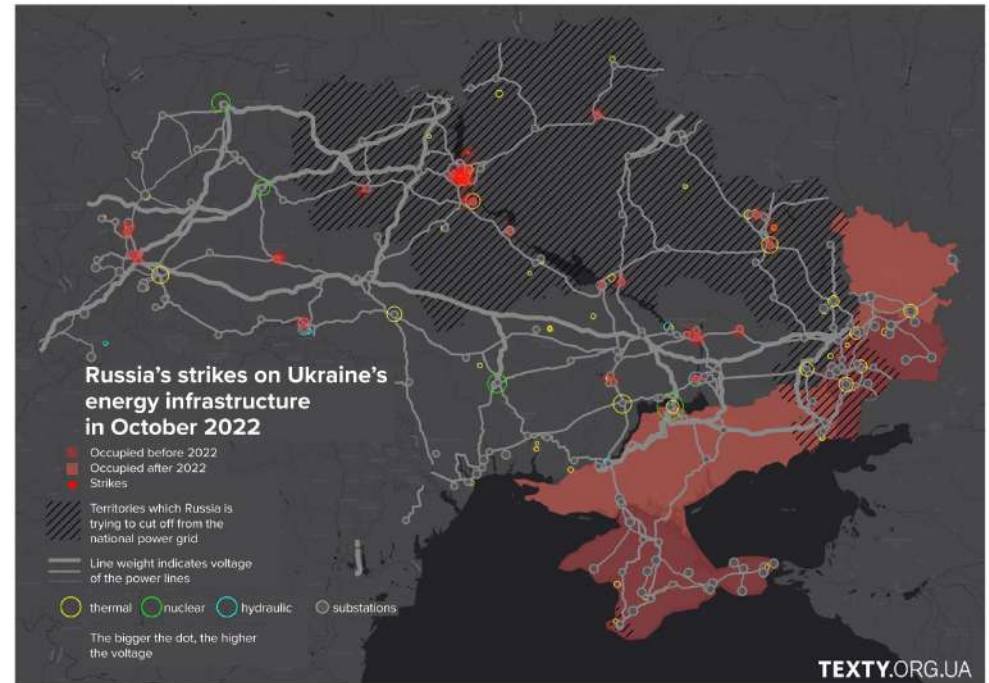 Russia's strikes on Ukraine's
energy infrastructure
in October 2022
Occupied before 2022
Occupied after 2022
Strikes
Territories which Russia is
trying to cut off from the
national power grid
Line weight indicates voltage
of the power lines
thermal
nuclear
hydraulic
substations
The bigger the dot, the higher
the voltage
TEXTY.ORG.UA